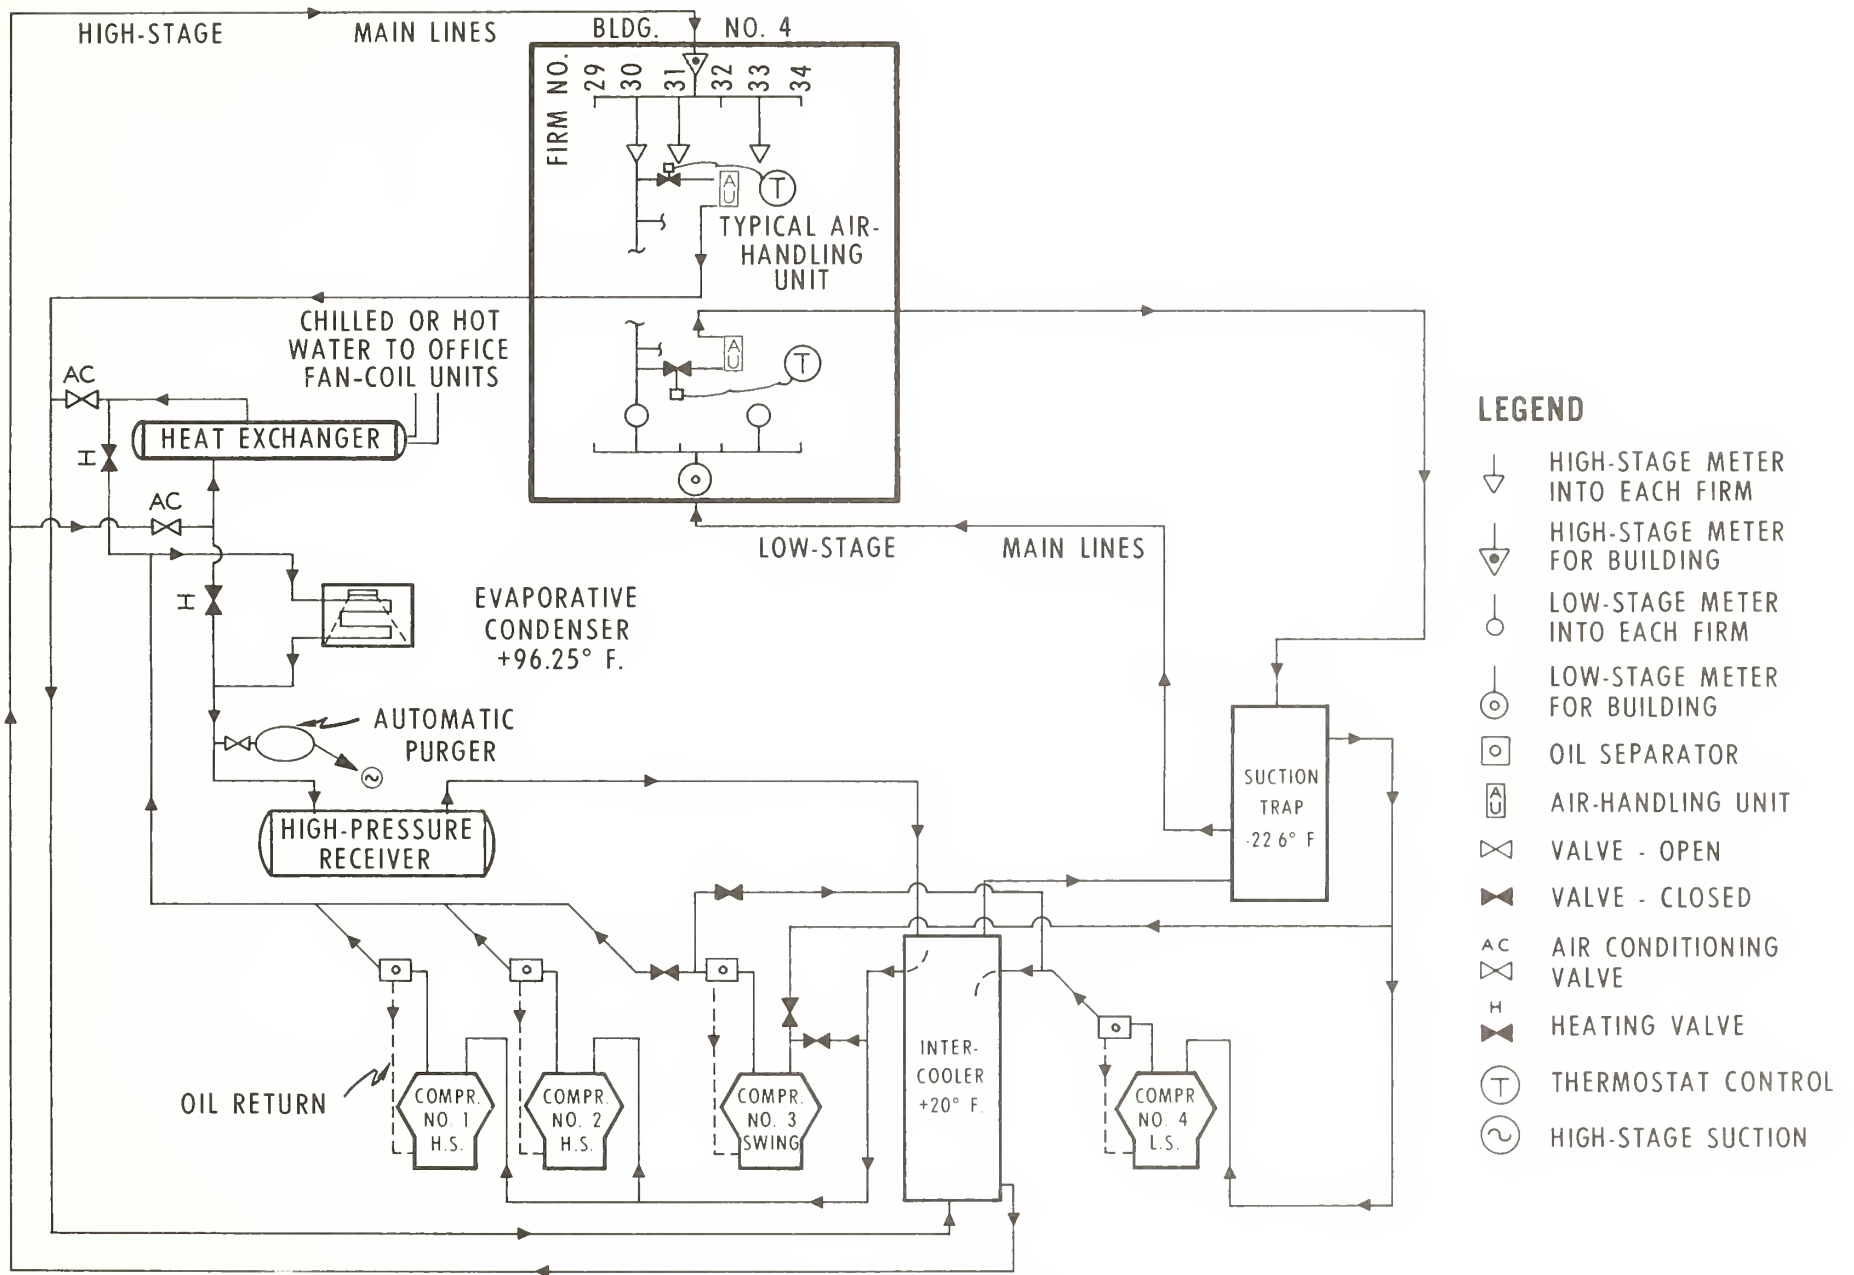 HIGH-STAGE MAIN LINES
BLDG. NO. 4
FIRM NO.
29
30
31
32
33
34
A
U
T
TYPICAL AIR-
HANDLING
UNIT
CHILLED OR HOT
WATER TO OFFICE
FAN-COIL UNITS
A
U
T
AC
HEAT EXCHANGER
H
AC
LOW-STAGE MAIN LINES
H
EVAPORATIVE
CONDENSER
+96.25° F.
AUTOMATIC
PURGER
HIGH-PRESSURE
RECEIVER
SUCTION
TRAP
-22 6° F
INTER-
COOLER
+20° F.
OIL RETURN
COMPR.
NO. 1
H.S.
COMPR.
NO. 2
H.S.
COMPR.
NO. 3
SWING
COMPR
NO. 4
L.S.
LEGEND
HIGH-STAGE METER
INTO EACH FIRM
HIGH-STAGE METER
FOR BUILDING
LOW-STAGE METER
INTO EACH FIRM
LOW-STAGE METER
FOR BUILDING
OIL SEPARATOR
A
U
AIR-HANDLING UNIT
VALVE - OPEN
VALVE - CLOSED
AC
AIR CONDITIONING
VALVE
H
HEATING VALVE
T
THERMOSTAT CONTROL
HIGH-STAGE SUCTION